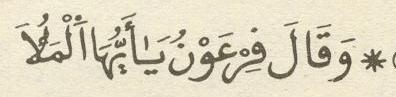 * وَقَالَ فِرْعَوْنُ يَـٰٓأَيُّهَا ٱلْمَلَأُ